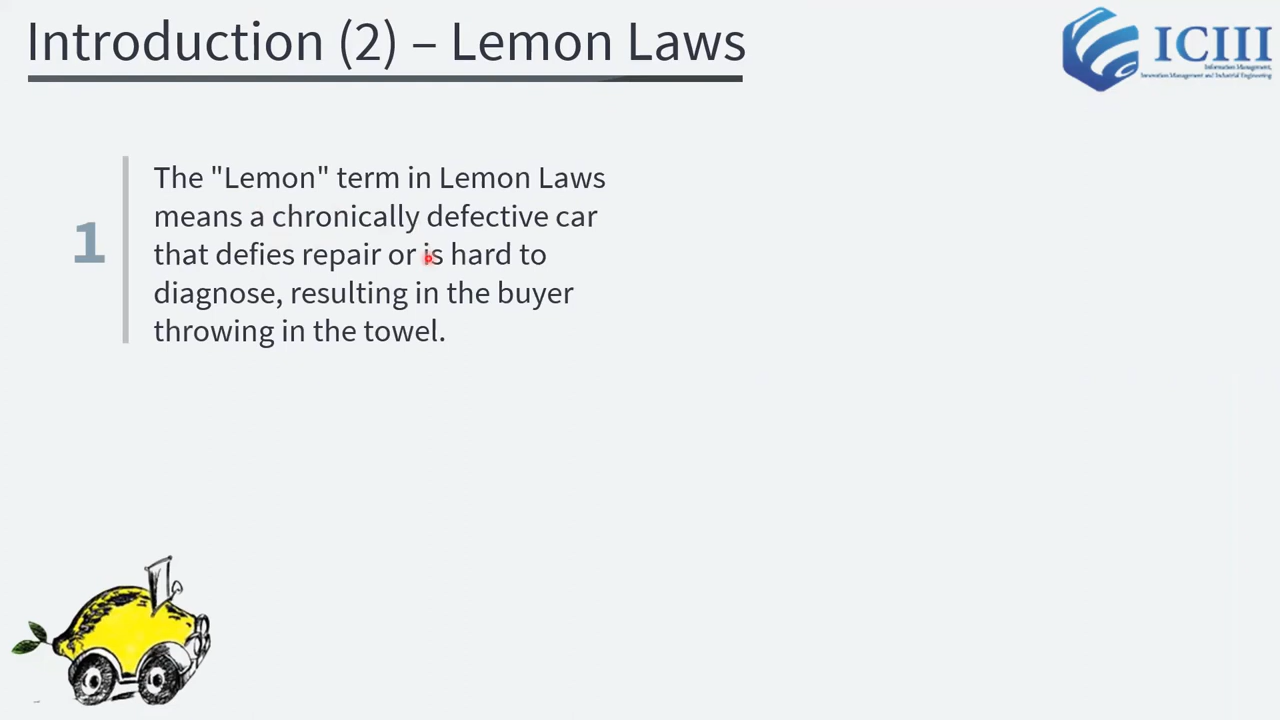 Introduction (2) – Lemon Laws
ICIII
Information Management,
Innovation Management and Industrial Engineering
1
The "Lemon" term in Lemon Laws
means a chronically defective car
that defies repair or is hard to
diagnose, resulting in the buyer
throwing in the towel.